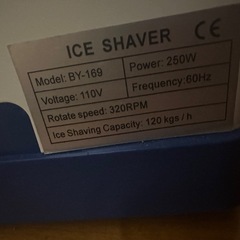 ICE SHAVER CE
Model: BY-169 Power: 250W
Voltage: 110V Frequency: 60Hz
Rotate speed: 320RPM
Ice Shaving Capacity: 120 kgs / h